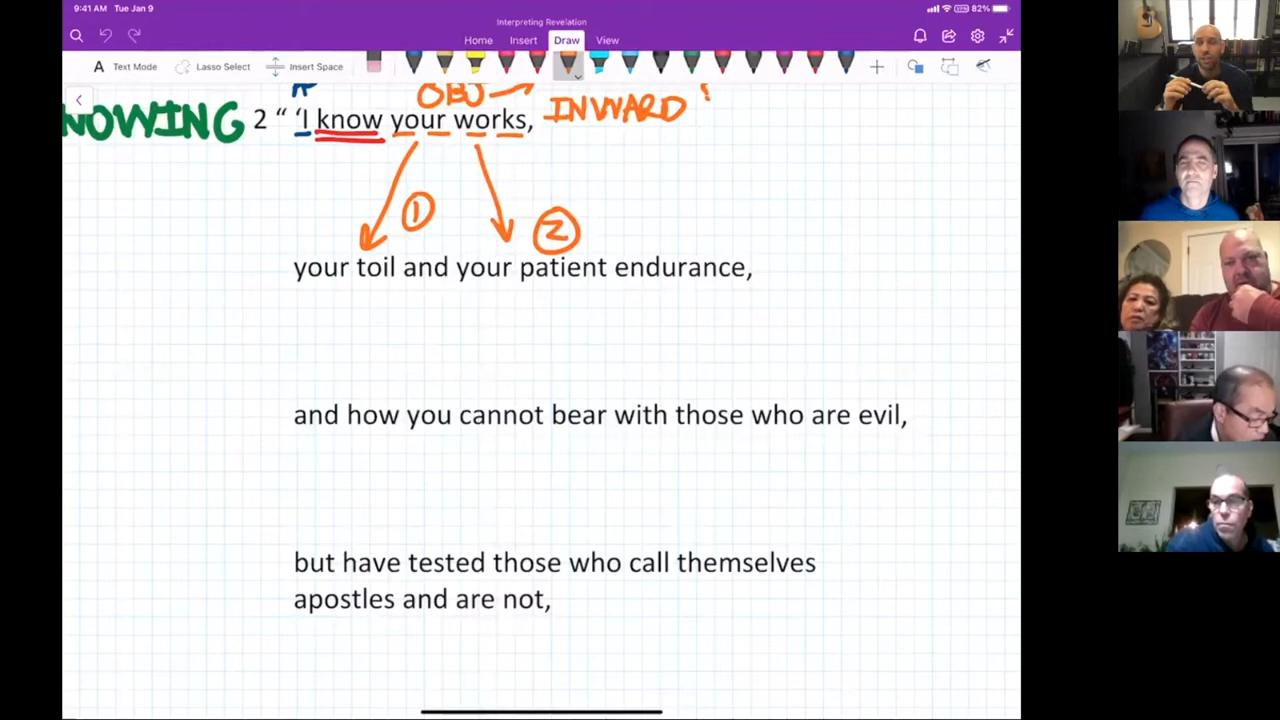 9:41 AM Tue Jan 9
82%
Interpreting Revelation
Home Insert Draw View
A Text Mode Lasso Select Insert Space
OBJ → INWARD ?
NOWING 2 “ ‘I know your works,
① ②
your toil and your patient endurance,
and how you cannot bear with those who are evil,
but have tested those who call themselves
apostles and are not,